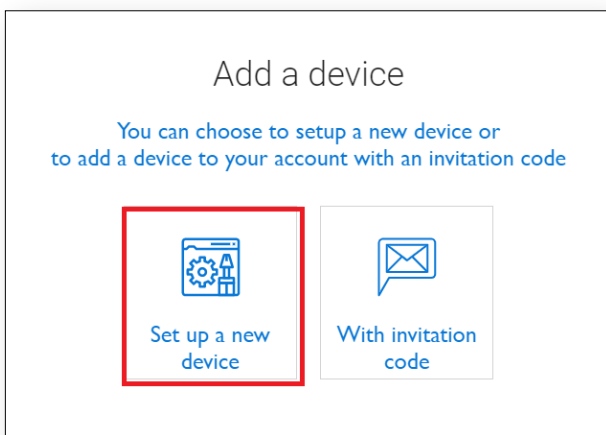 Add a device
You can choose to setup a new device or
to add a device to your account with an invitation code
Set up a new
device
With invitation
code